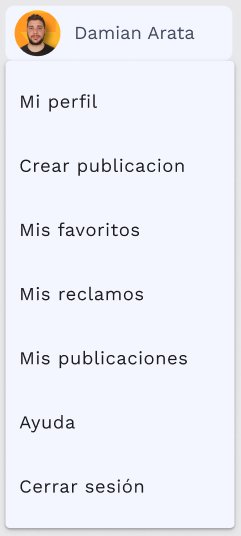 Damian Arata
Mi perfil
Crear publicacion
Mis favoritos
Mis reclamos
Mis publicaciones
Ayuda
Cerrar sesión